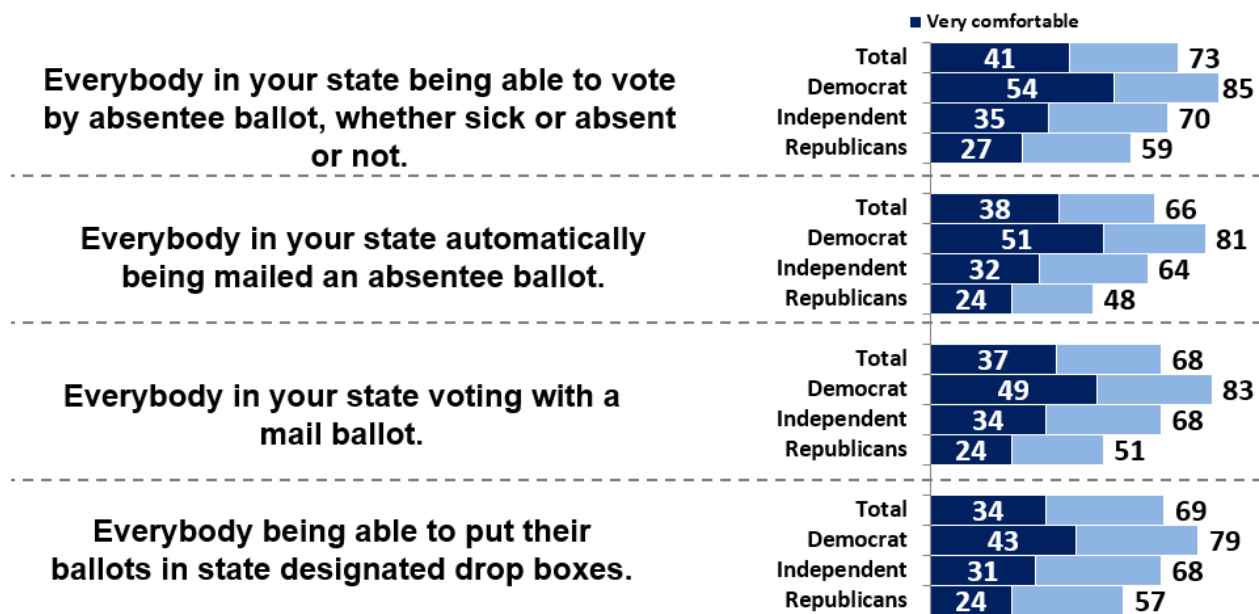 Very comfortable
Everybody in your state being able to vote
by absentee ballot, whether sick or absent
or not.
Total 41 73
Democrat 54 85
Independent 35 70
Republicans 27 59
Everybody in your state automatically
being mailed an absentee ballot.
Total 38 66
Democrat 51 81
Independent 32 64
Republicans 24 48
Everybody in your state voting with a
mail ballot.
Total 37 68
Democrat 49 83
Independent 34 68
Republicans 24 51
Everybody being able to put their
ballots in state designated drop boxes.
Total 34 69
Democrat 43 79
Independent 31 68
Republicans 24 57